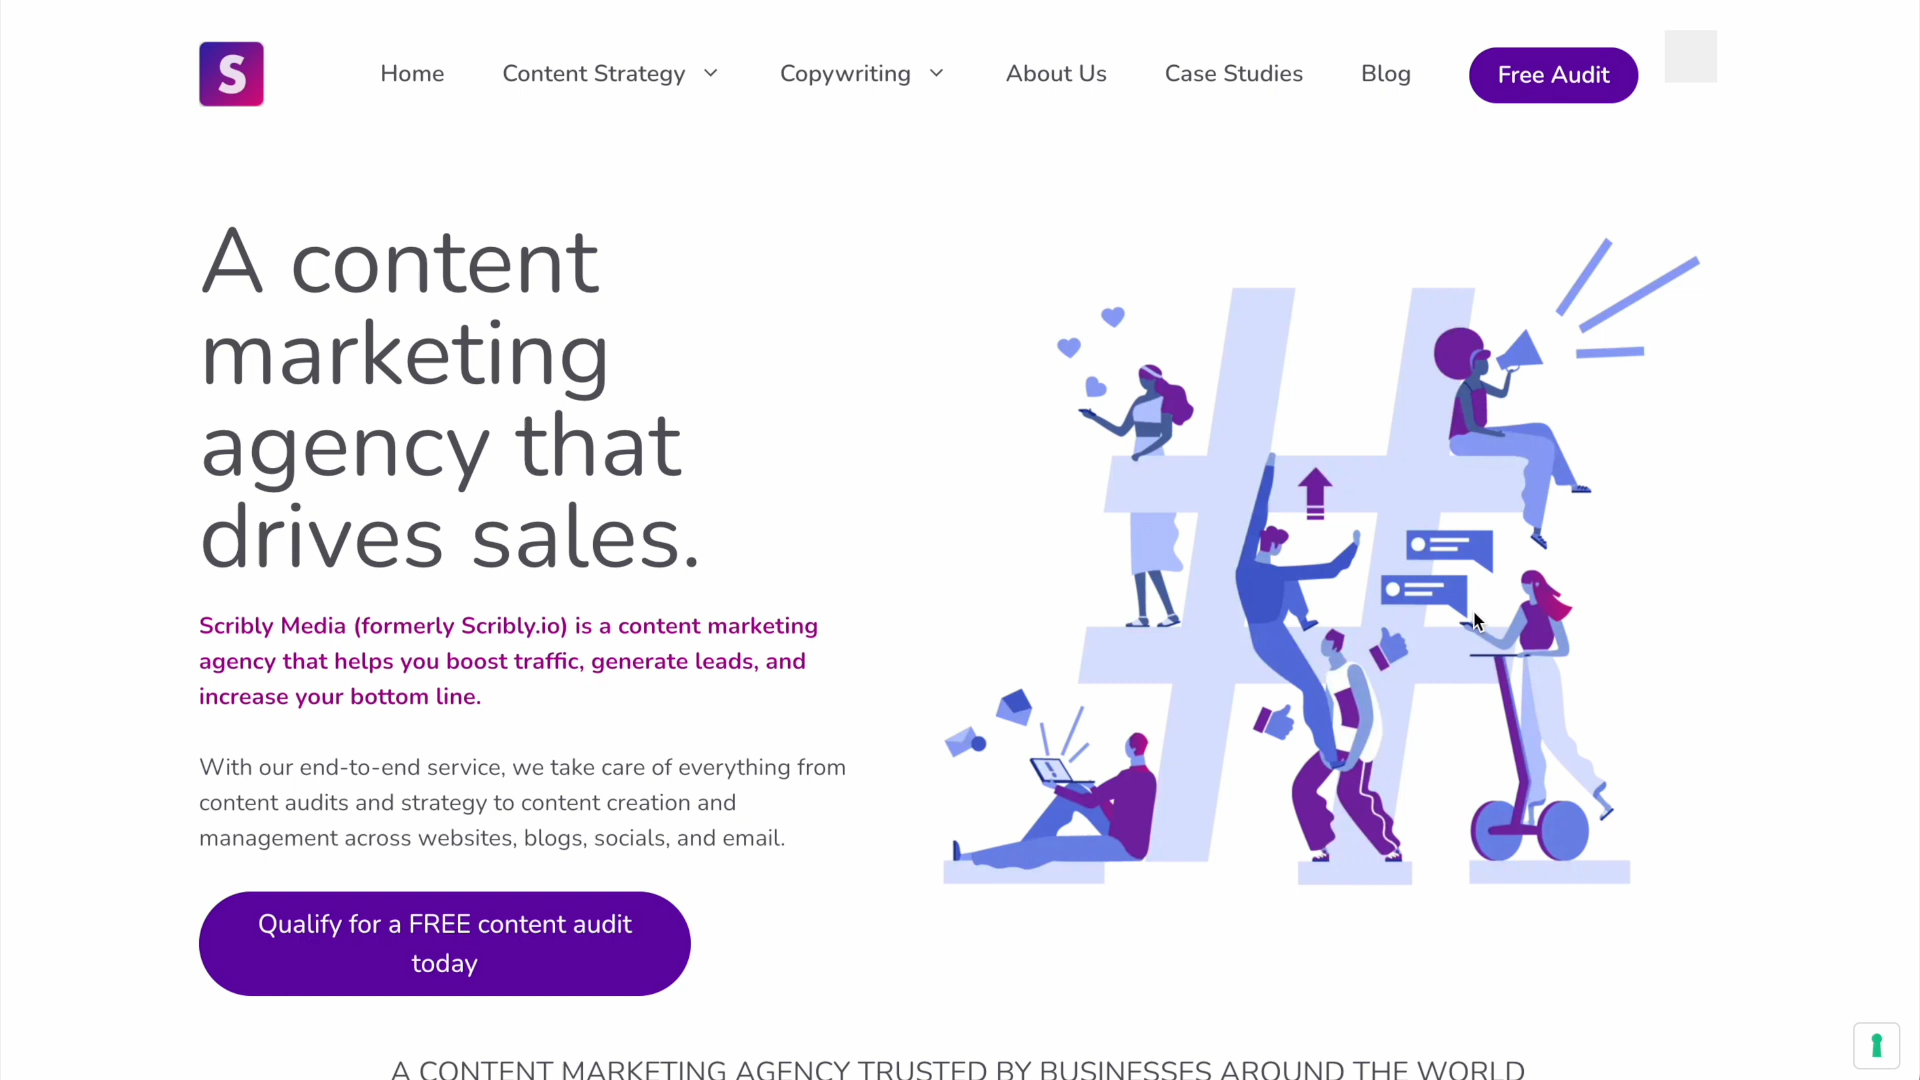 S
Home
Content Strategy
Copywriting
About Us
Case Studies
Blog
Free Audit
A content
marketing
agency that
drives sales.
Scribly Media (formerly Scribly.io) is a content marketing
agency that helps you boost traffic, generate leads, and
increase your bottom line.
With our end-to-end service, we take care of everything from
content audits and strategy to content creation and
management across websites, blogs, socials, and email.
Qualify for a FREE content audit
today
A CONTENT MARKETING AGENCY TRUSTED BY BUSINESSES AROUND THE WORLD